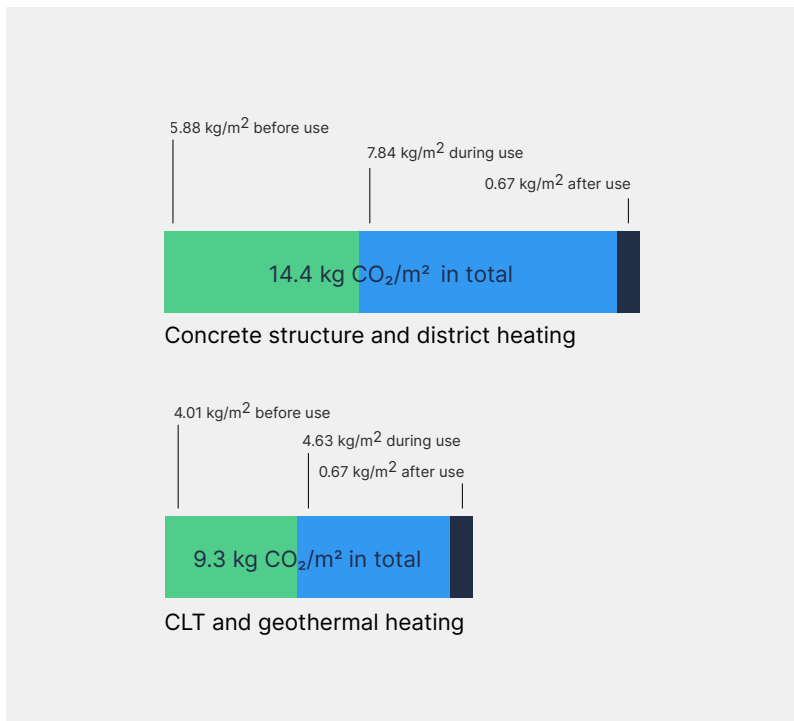 5.88 kg/m² before use
7.84 kg/m² during use
0.67 kg/m² after use
14.4 kg CO₂/m² in total
Concrete structure and district heating
4.01 kg/m² before use
4.63 kg/m² during use
0.67 kg/m² after use
9.3 kg CO₂/m² in total
CLT and geothermal heating